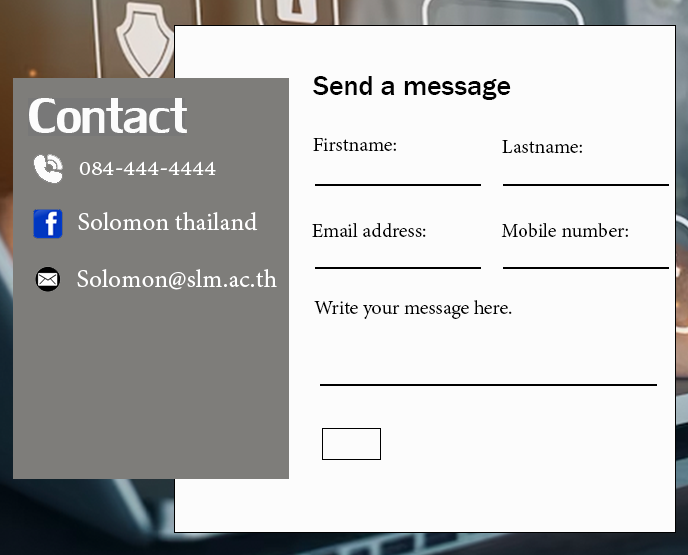 Contact
084-444-4444
Solomon thailand
Solomon@slm.ac.th
Send a message
Firstname:
Lastname:
Email address:
Mobile number:
Write your message here.